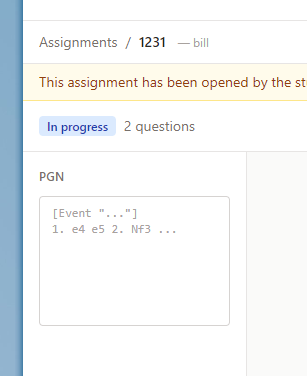 Assignments / 1231 — bill
This assignment has been opened by the
In progress 2 questions
PGN
[Event "..."]
1. e4 e5 2. Nf3 ...